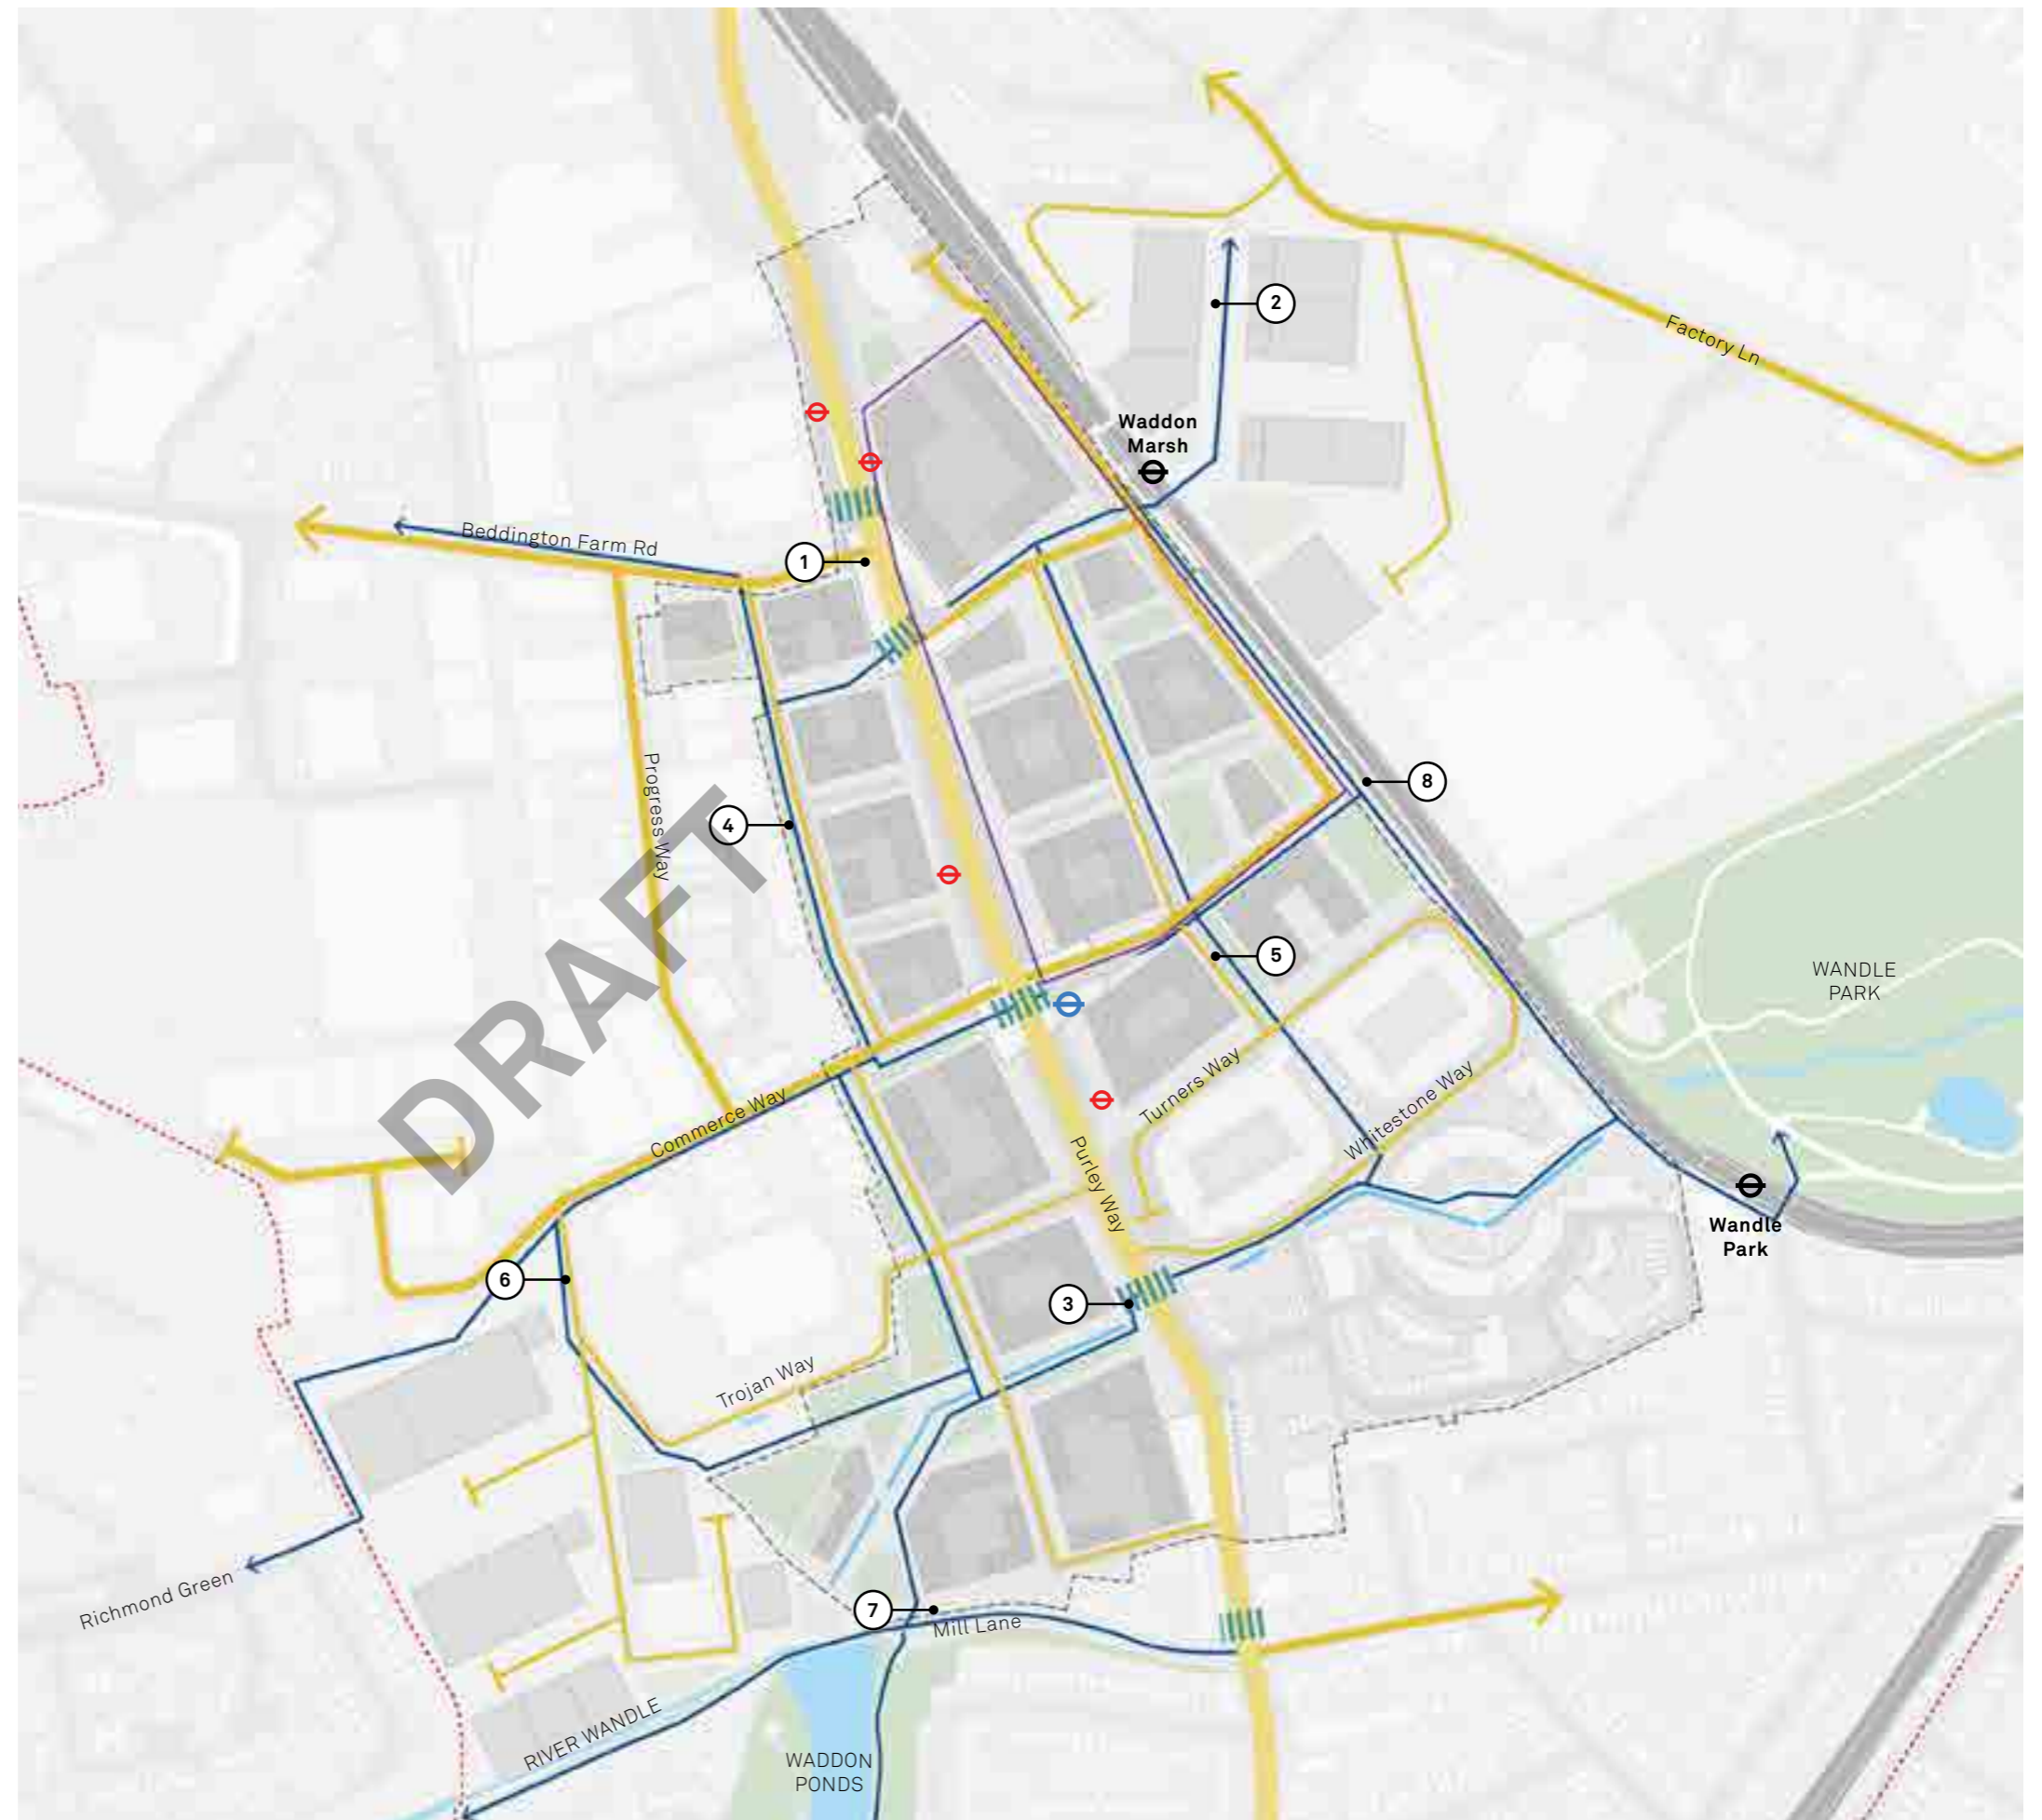 2
Factory Ln
Waddon
Marsh
Beddington Farm Rd
1
Progress Way
8
4
DRAFT
5
WANDLE
PARK
Turners Way
Whitestone Way
Commerce Way
Purley Way
Wandle
Park
6
3
Trojan Way
Richmond Green
7
Mill Lane
RIVER WANDLE
WADDON
PONDS